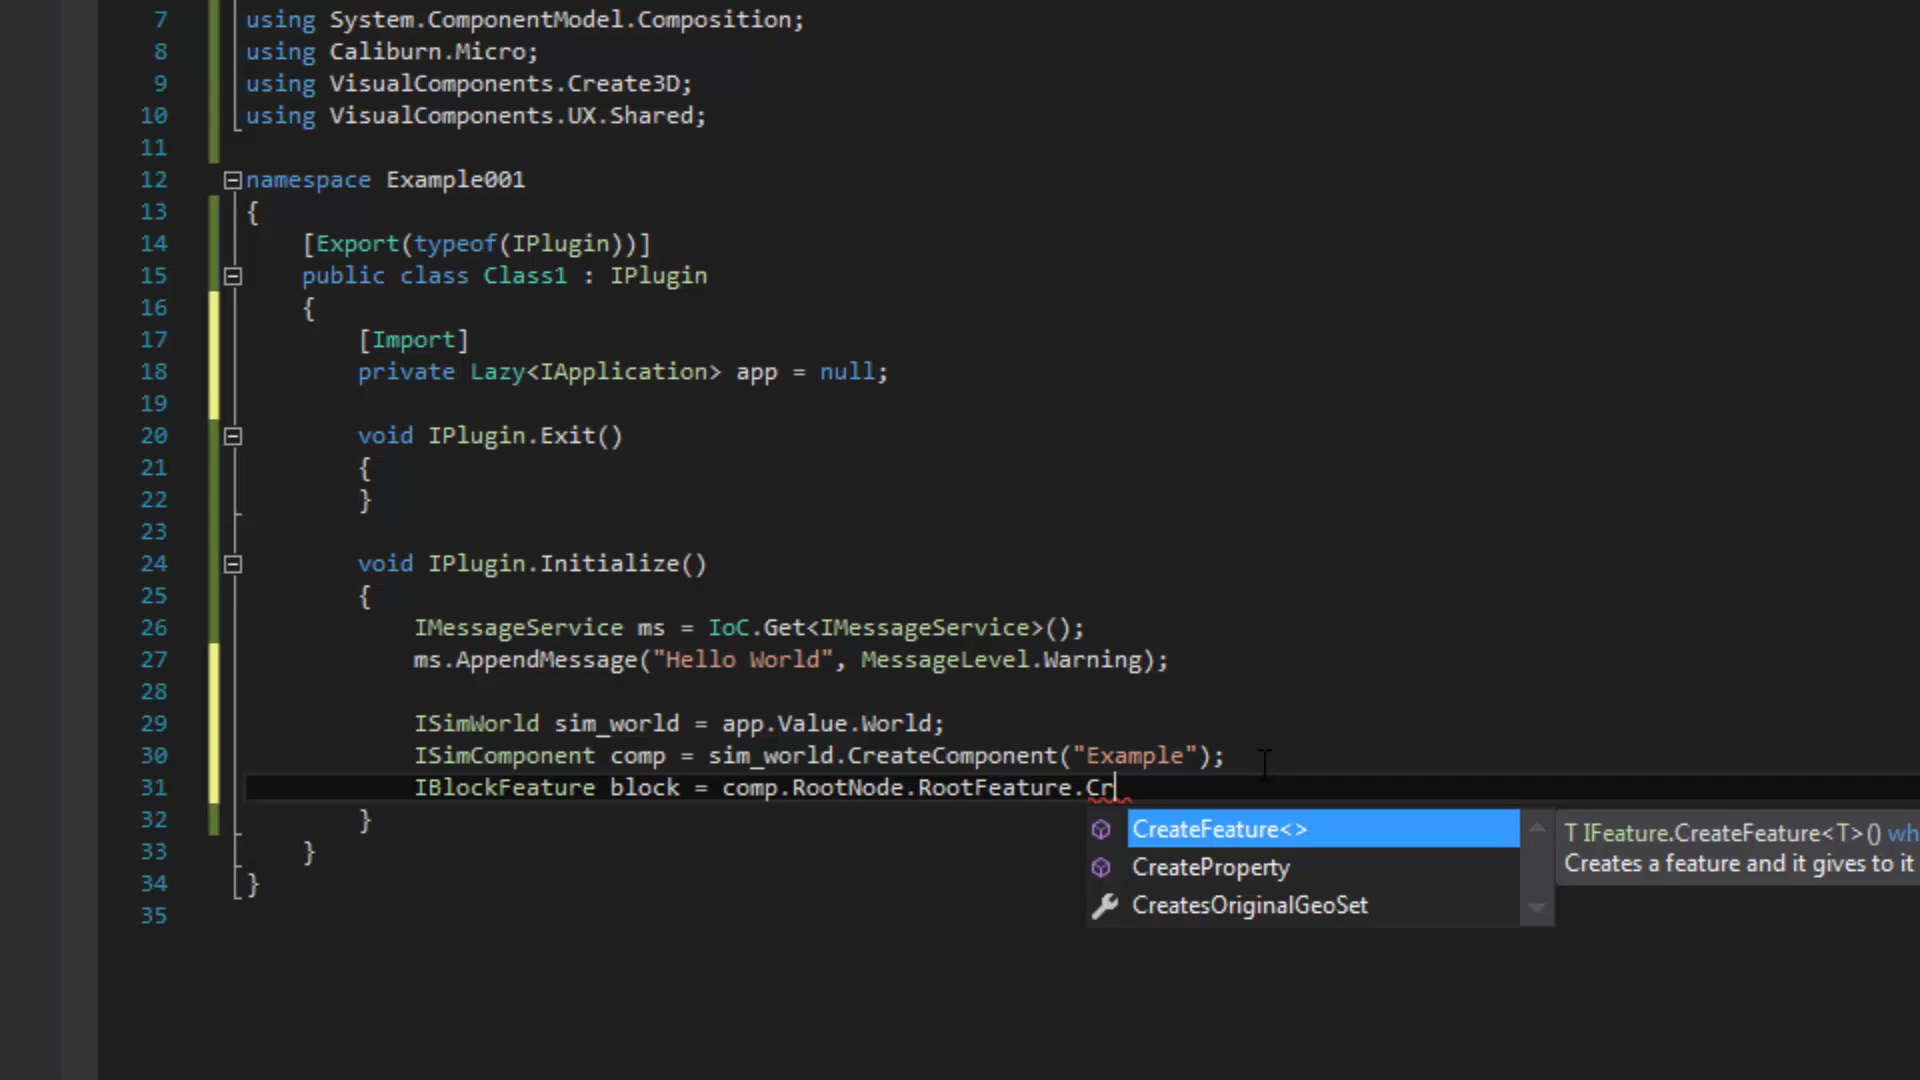 7 using System.ComponentModel.Composition;
8 using Caliburn.Micro;
9 using VisualComponents.Create3D;
10 using VisualComponents.UX.Shared;
11
12 namespace Example001
13 {
14 [Export(typeof(IPlugin))]
15 public class Class1 : IPlugin
16 {
17 [Import]
18 private Lazy<IApplication> app = null;
19
20 void IPlugin.Exit()
21 {
22 }
23
24 void IPlugin.Initialize()
25 {
26 IMessageService ms = IoC.Get<IMessageService>();
27 ms.AppendMessage("Hello World", MessageLevel.Warning);
28
29 ISimWorld sim_world = app.Value.World;
30 ISimComponent comp = sim_world.CreateComponent("Example");
31 IBlockFeature block = comp.RootNode.RootFeature.Cr
32 }
33 }
34 }
35
CreateFeature<>
CreateProperty
CreatesOriginalGeoSet
T IFeature.CreateFeature<T>() wh
Creates a feature and it gives to it